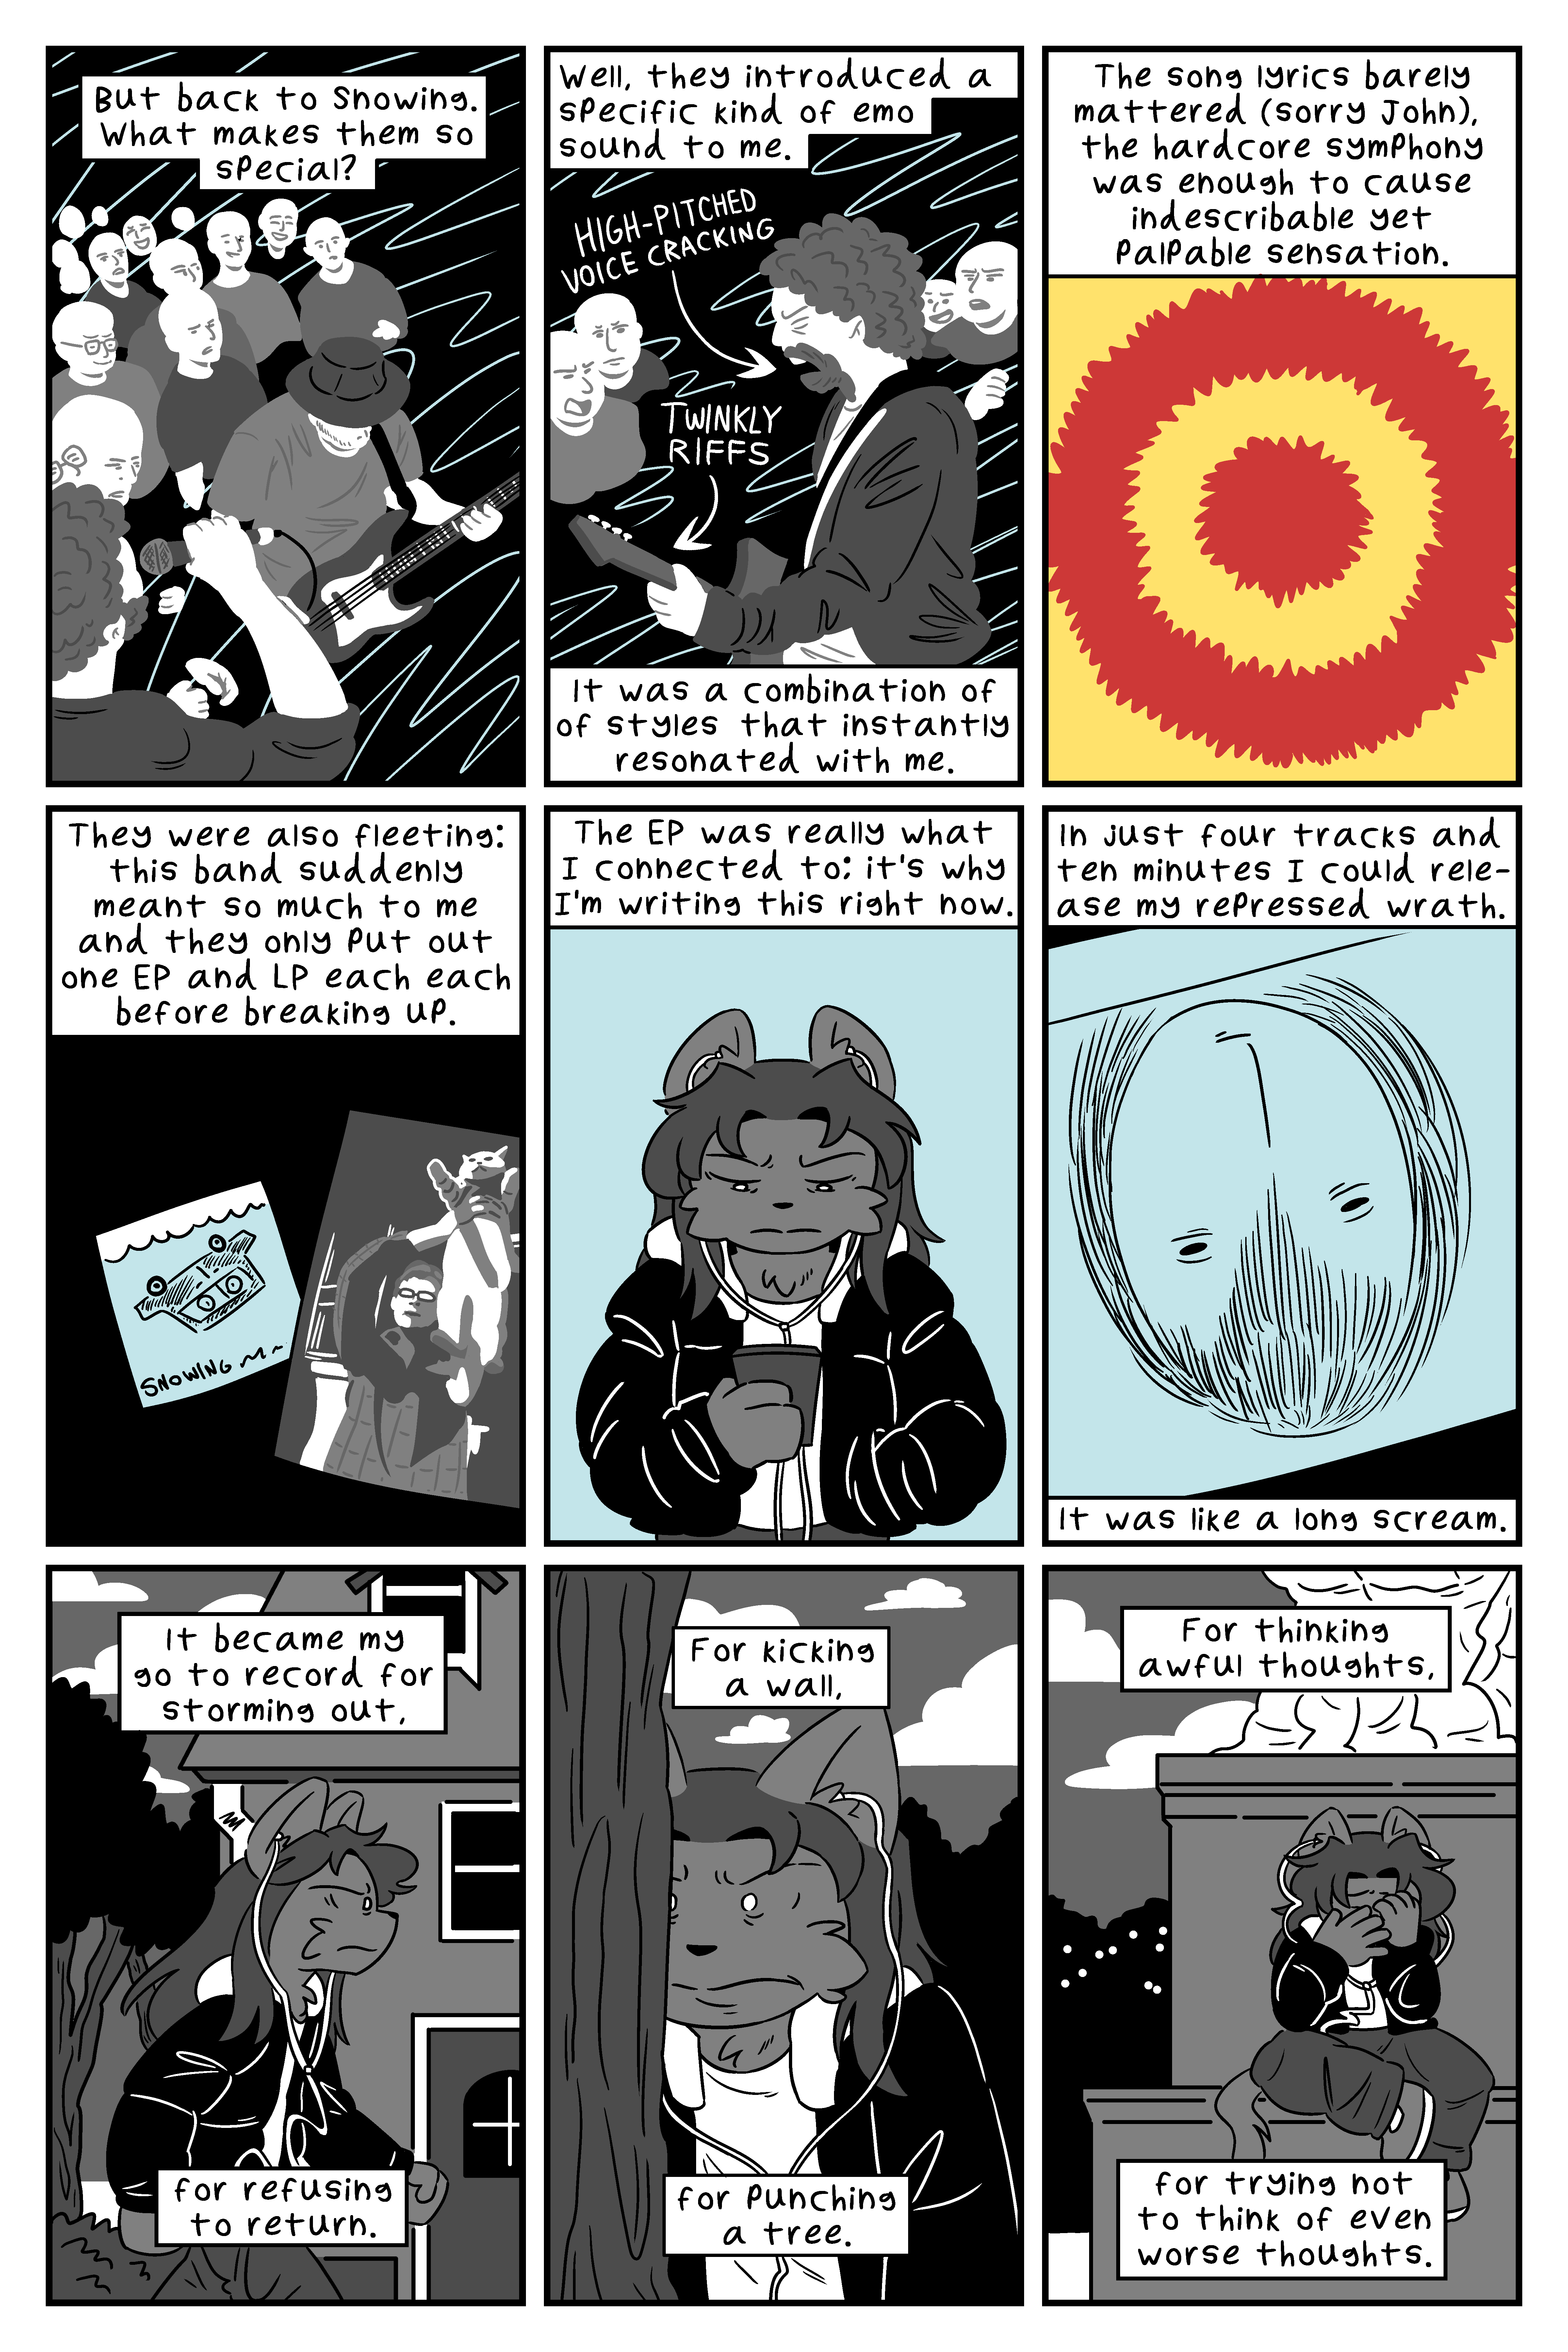 But back to Snowing.
What makes them so
special?
Well, they introduced a
specific kind of emo
sound to me.
HIGH-PITCHED
VOICE CRACKING
TWINKLY
RIFFS
It was a combination of
of styles that instantly
resonated with me.
The song lyrics barely
mattered (sorry John),
the hardcore symphony
was enough to cause
indescribable yet
palpable sensation.
They were also fleeting:
this band suddenly
meant so much to me
and they only put out
one EP and LP each each
before breaking up.
SNOWING
The EP was really what
I connected to: it's why
I'm writing this right now.
In just four tracks and
ten minutes I could rele-
ase my repressed wrath.
It was like a long scream.
It became my
go to record for
storming out,
for refusing
to return.
For kicking
a wall,
for punching
a tree.
For thinking
awful thoughts,
for trying not
to think of even
worse thoughts.